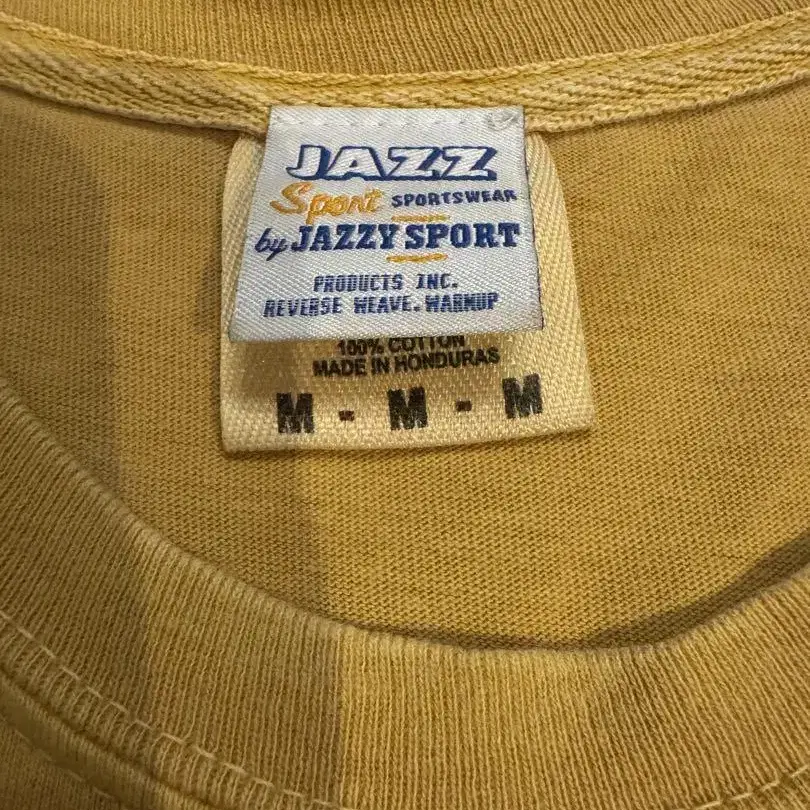 JAZZ
Sport SPORTSWEAR
by JAZZY SPORT
PRODUCTS INC.
REVERSE WEAVE. WARMUP
100% COTTON
MADE IN HONDURAS
M - M - M